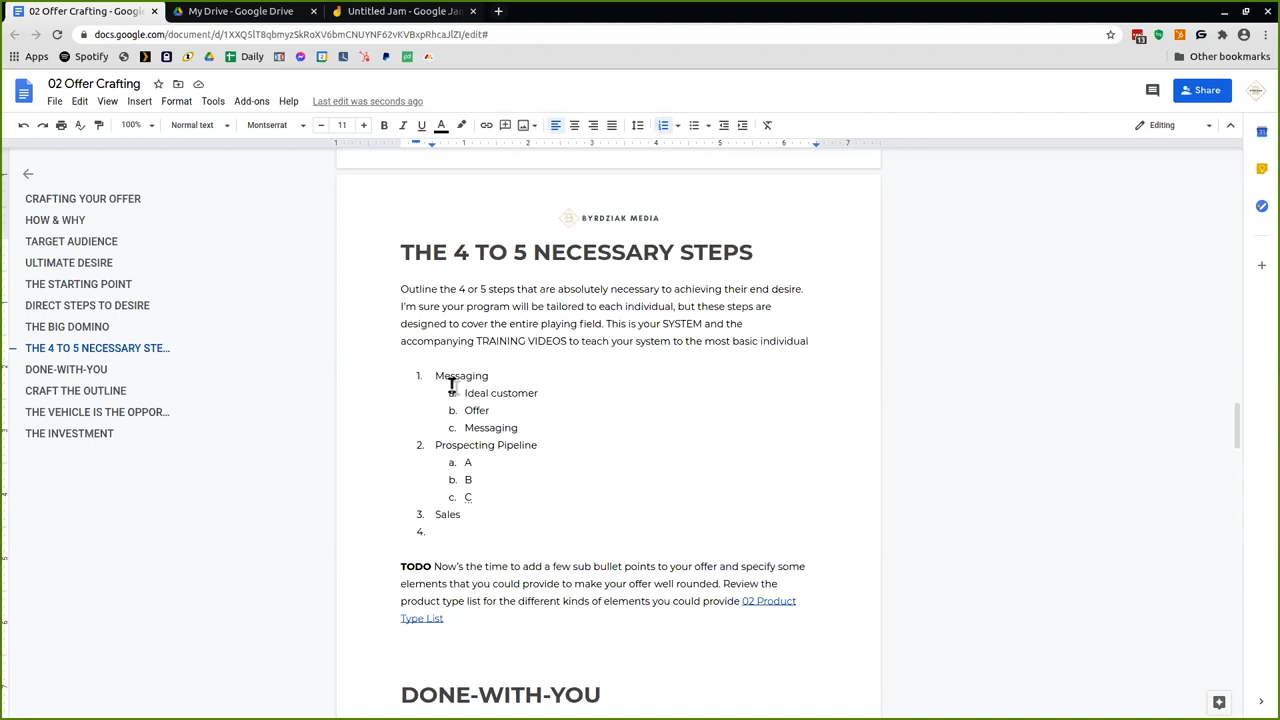 02 Offer Crafting - Google
My Drive - Google Drive
Untitled Jam - Google Jam
docs.google.com/document/d/1XXQ5lT8qbmyzSkRoXV6bmCNUYNF62vKVBxpRhcaJlZI/edit#
Apps
Spotify
Daily
13
Other bookmarks
02 Offer Crafting
File Edit View Insert Format Tools Add-ons Help Last edit was seconds ago
Share
100% Normal text Montserrat 11 Editing
CRAFTING YOUR OFFER
HOW & WHY
TARGET AUDIENCE
ULTIMATE DESIRE
THE STARTING POINT
DIRECT STEPS TO DESIRE
THE BIG DOMINO
THE 4 TO 5 NECESSARY STE...
DONE-WITH-YOU
CRAFT THE OUTLINE
THE VEHICLE IS THE OPPOR...
THE INVESTMENT
BYRDZIAK MEDIA
THE 4 TO 5 NECESSARY STEPS
Outline the 4 or 5 steps that are absolutely necessary to achieving their end desire.
I'm sure your program will be tailored to each individual, but these steps are
designed to cover the entire playing field. This is your SYSTEM and the
accompanying TRAINING VIDEOS to teach your system to the most basic individual
1. Messaging
a. Ideal customer
b. Offer
c. Messaging
2. Prospecting Pipeline
a. A
b. B
c. C
3. Sales
4.
TODO Now's the time to add a few sub bullet points to your offer and specify some
elements that you could provide to make your offer well rounded. Review the
product type list for the different kinds of elements you could provide 02 Product
Type List
DONE-WITH-YOU